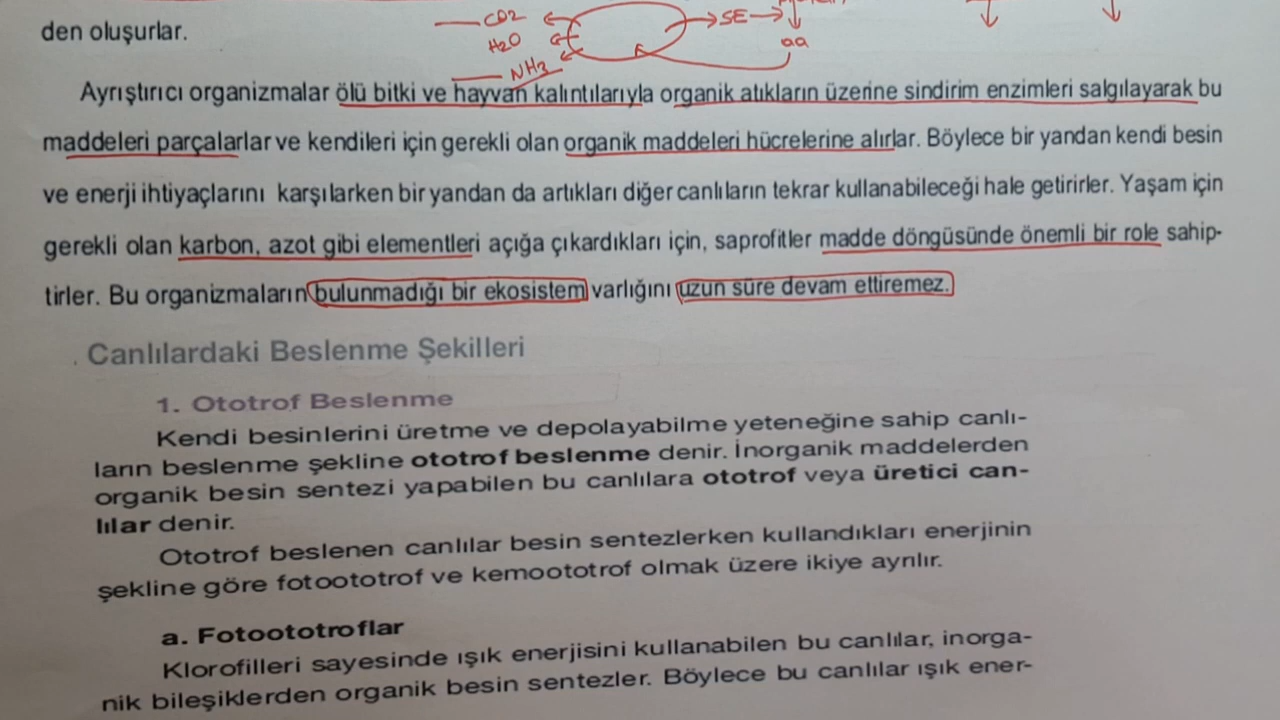 CO2
H2O
NH3
SE
aa
den oluşurlar.
Ayrıştırıcı organizmalar ölü bitki ve hayvan kalıntılarıyla organik atıkların üzerine sindirim enzimleri salgılayarak bu
maddeleri parçalarlar ve kendileri için gerekli olan organik maddeleri hücrelerine alırlar. Böylece bir yandan kendi besin
ve enerji ihtiyaçlarını karşılarken bir yandan da artıkları diğer canlıların tekrar kullanabileceği hale getirirler. Yaşam için
gerekli olan karbon, azot gibi elementleri açığa çıkardıkları için, saprofitler madde döngüsünde önemli bir role sahip-
tirler. Bu organizmaların bulunmadığı bir ekosistem varlığını uzun süre devam ettiremez.
Canlılardaki Beslenme Şekilleri
1. Ototrof Beslenme
Kendi besinlerini üretme ve depolayabilme yeteneğine sahip canlı-
ların beslenme şekline ototrof beslenme denir. İnorganik maddelerden
organik besin sentezi yapabilen bu canlılara ototrof veya üretici can-
lılar denir.
Ototrof beslenen canlılar besin sentezlerken kullandıkları enerjinin
şekline göre fotoototrof ve kemoototrof olmak üzere ikiye ayrılır.
a. Fotoototroflar
Klorofilleri sayesinde ışık enerjisini kullanabilen bu canlılar, inorga-
nik bileşiklerden organik besin sentezler. Böylece bu canlılar ışık ener-